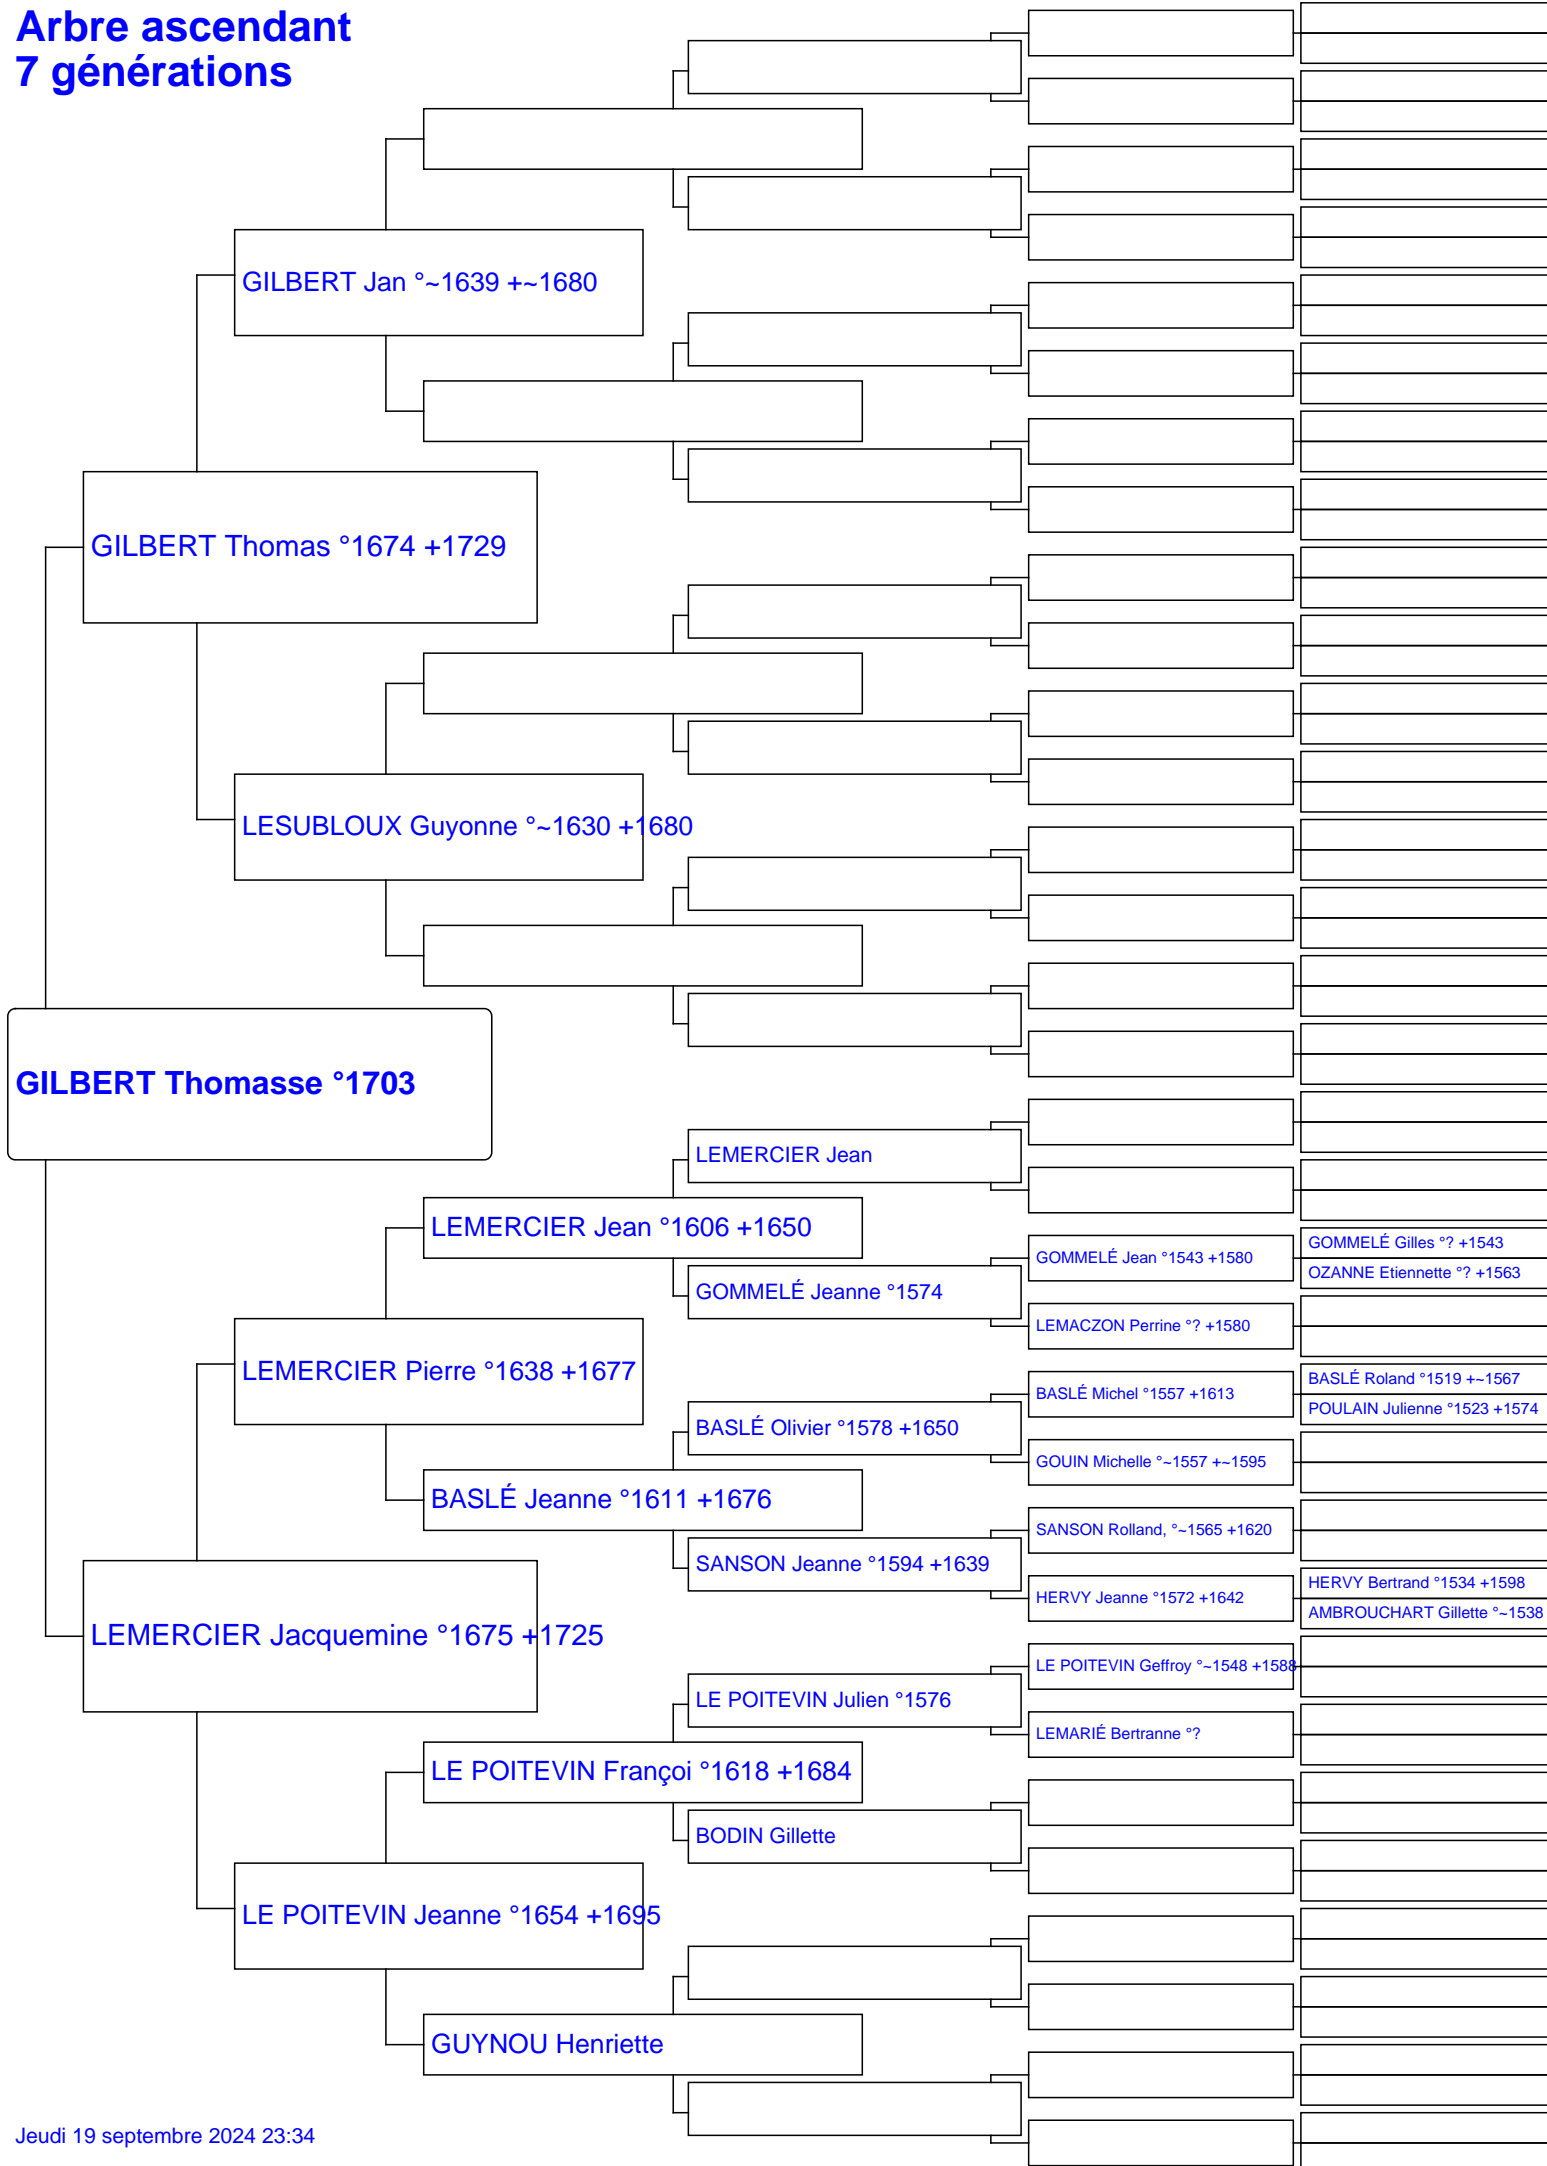 Arbre ascendant
7 générations
GILBERT Jan °~1639 +~1680
GILBERT Thomas °1674 +1729
LESUBLOUX Guyonne °~1630 +1680
GILBERT Thomasse °1703
LEMERCIER Jean
LEMERCIER Jean °1606 +1650
GOMMELÉ Gilles °? +1543
GOMMELÉ Jean °1543 +1580
OZANNE Etiennette °? +1563
GOMMELÉ Jeanne °1574
LEMACZON Perrine °? +1580
LEMERCIER Pierre °1638 +1677
BASLÉ Roland °1519 +~1567
BASLÉ Michel °1557 +1613
POULAIN Julienne °1523 +1574
BASLÉ Olivier °1578 +1650
GOUIN Michelle °~1557 +~1595
BASLÉ Jeanne °1611 +1676
SANSON Rolland, °~1565 +1620
SANSON Jeanne °1594 +1639
HERVY Bertrand °1534 +1598
HERVY Jeanne °1572 +1642
AMBROUCHART Gillette °~1538
LEMERCIER Jacquemine °1675 +1725
LE POITEVIN Geffroy °~1548 +1588
LE POITEVIN Julien °1576
LEMARIÉ Bertranne °?
LE POITEVIN Françoi °1618 +1684
BODIN Gillette
LE POITEVIN Jeanne °1654 +1695
GUYNOU Henriette
Jeudi 19 septembre 2024 23:34